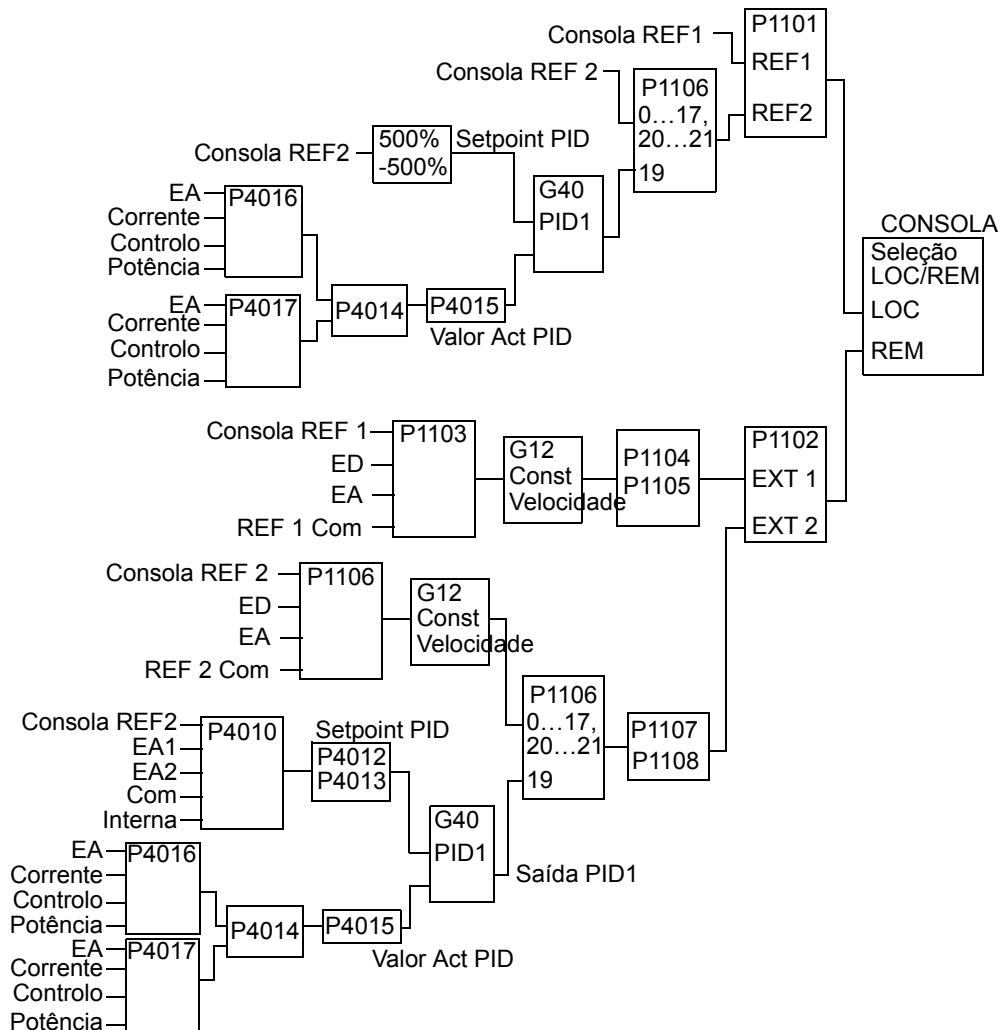 Consola REF1
P1101
REF1
REF2
Consola REF 2
P1106
0…17,
20…21
19
Consola REF2
500%
-500%
Setpoint PID
G40
PID1
EA
Corrente
Controlo
Potência
P4016
EA
Corrente
Controlo
Potência
P4017
P4014
P4015
Valor Act PID
CONSOLA
Seleção
LOC/REM
LOC
REM
Consola REF 1
ED
EA
REF 1 Com
P1103
G12
Const
Velocidade
P1104
P1105
P1102
EXT 1
EXT 2
Consola REF 2
ED
EA
REF 2 Com
P1106
G12
Const
Velocidade
P1106
0…17,
20…21
19
P1107
P1108
Consola REF2
EA1
EA2
Com
Interna
P4010
Setpoint PID
P4012
P4013
G40
PID1
Saída PID1
EA
Corrente
Controlo
Potência
P4016
EA
Corrente
Controlo
Potência
P4017
P4014
P4015
Valor Act PID